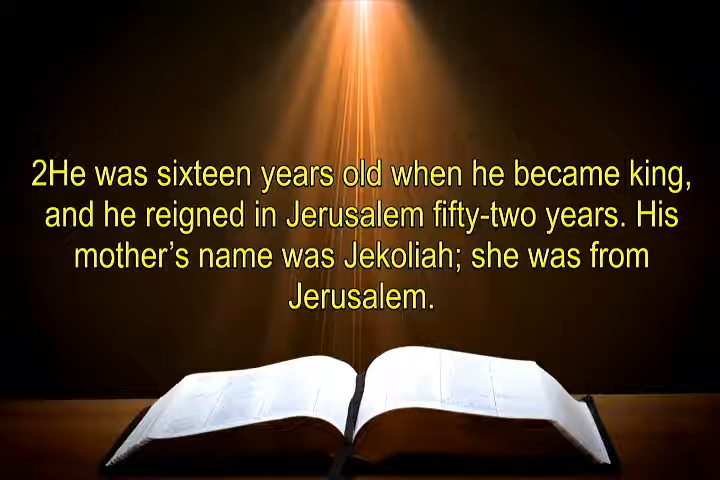 2He was sixteen years old when he became king,
and he reigned in Jerusalem fifty-two years. His
mother’s name was Jekoliah; she was from
Jerusalem.